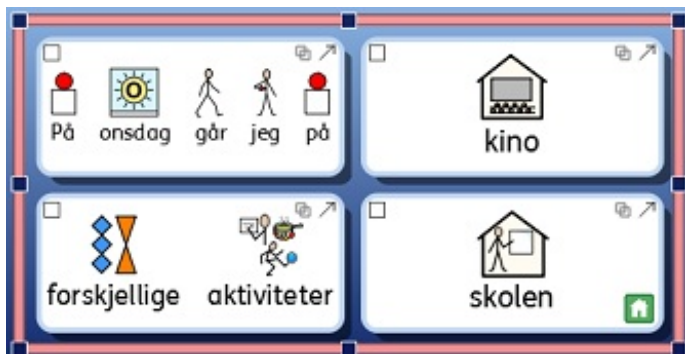 På onsdag går jeg på
kino
forskjellige aktiviteter
skolen